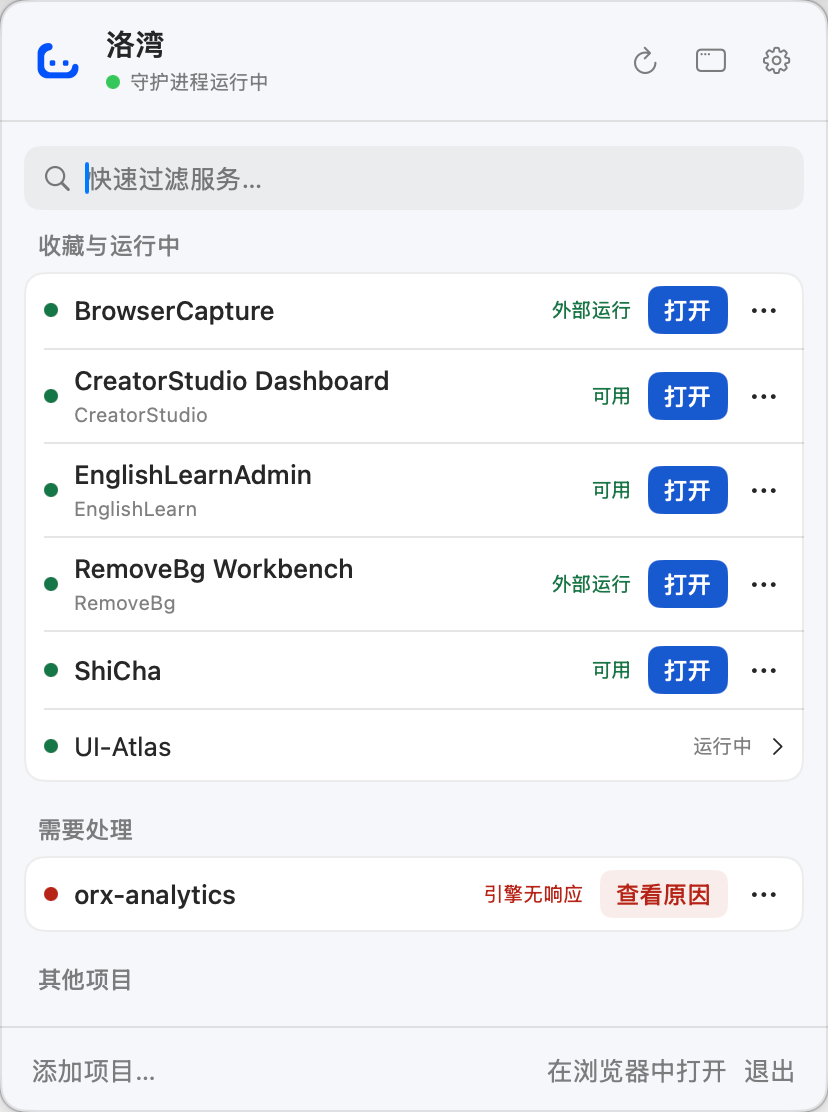 洛湾
守护进程运行中
快速过滤服务...
收藏与运行中
BrowserCapture 外部运行 打开
CreatorStudio Dashboard
CreatorStudio 可用 打开
EnglishLearnAdmin
EnglishLearn 可用 打开
RemoveBg Workbench
RemoveBg 外部运行 打开
ShiCha 可用 打开
UI-Atlas 运行中
需要处理
orx-analytics 引擎无响应 查看原因
其他项目
添加项目... 在浏览器中打开 退出